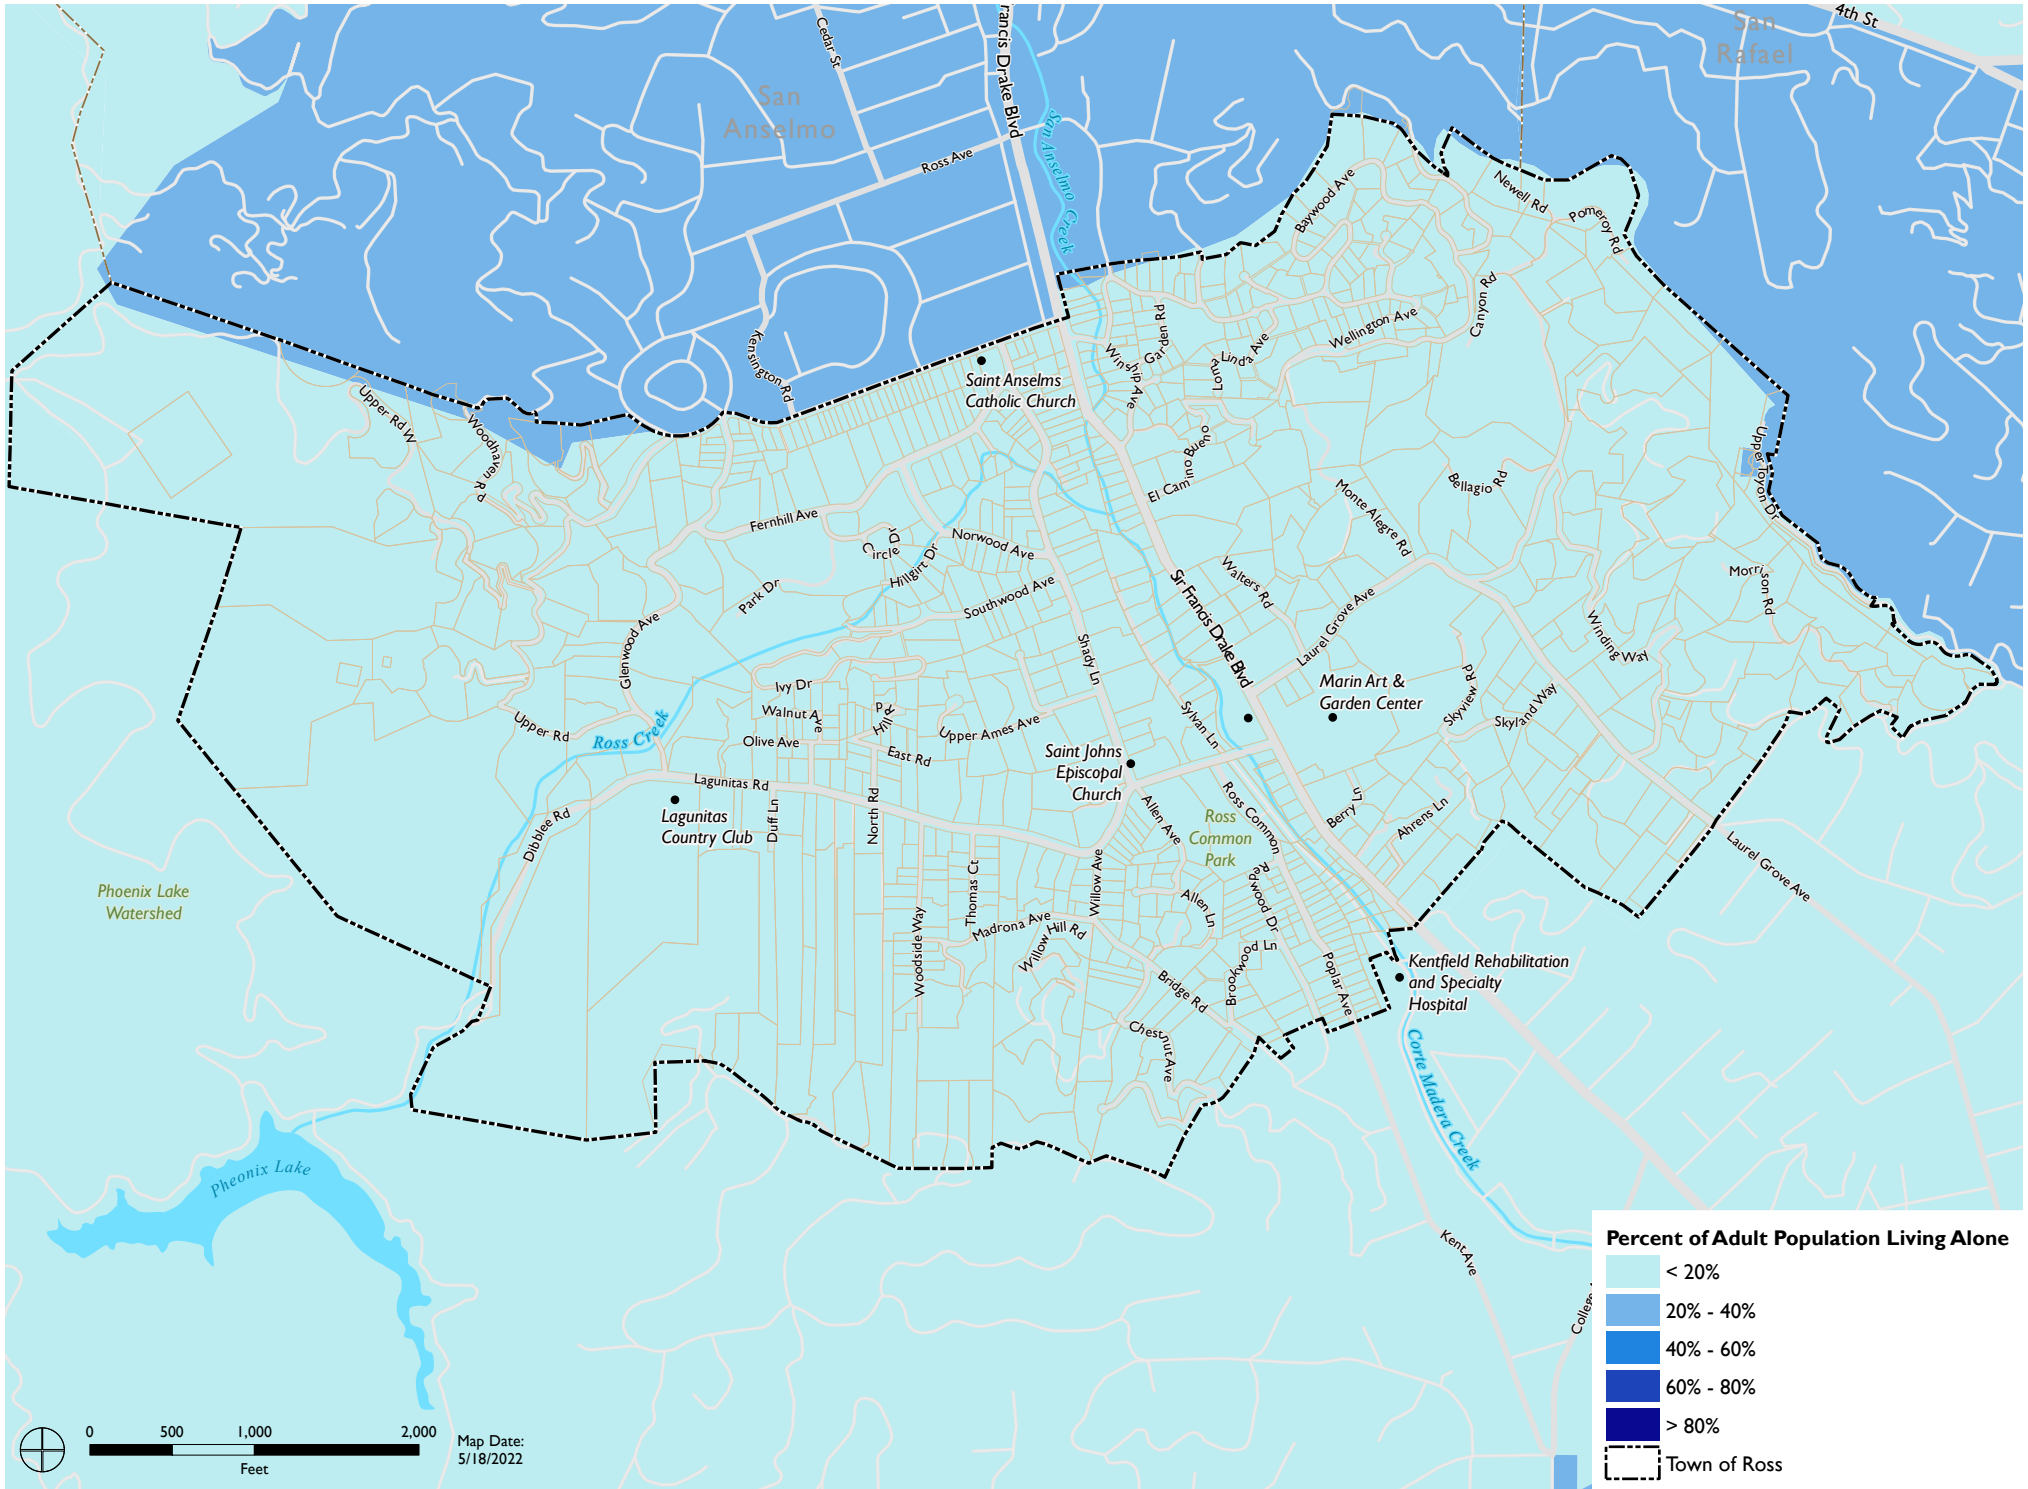 San
Rafael
4th St
San
Anselmo
Cedar St
rancis Drake Blvd
San Anselmo Creek
Ross Ave
Baywood Ave
Newell Rd
Pomeroy Rd
Canyon Rd
Kensington Rd
Garden Rd
Winship Ave
Loma Linda Ave
Wellington Ave
Saint Anselms
Catholic Church
Upper Rd W
Woodhaven Rd
El Camino Bueno
Bellagio Rd
Upper Toyon Dr
Monte Alegre Rd
Fernhill Ave
Circle Dr
Norwood Ave
Hillgirt Dr
Park Dr
Southwood Ave
Walters Rd
Sir Francis Drake Blvd
Laurel Grove Ave
Morrison Rd
Winding Way
Glenwood Ave
Shady Ln
Ivy Dr
Walnut Ave
Hill Rd
Upper Ames Ave
Olive Ave
East Rd
Upper Rd
Ross Creek
Sylvan Ln
Marin Art &
Garden Center
Skyview Rd
Skyland Way
Saint Johns
Episcopal
Church
Lagunitas Rd
Lagunitas
Country Club
Duff Ln
North Rd
Dibblee Rd
Allen Ave
Ross Common
Ross
Common
Park
Berry Ln
Ahrens Ln
Laurel Grove Ave
Phoenix Lake
Watershed
Thomas Ct
Willow Ave
Allen Ln
Redwood Dr
Woodside Way
Madrona Ave
Willow Hill Rd
Brookwood Ln
Bridge Rd
Poplar Ave
Kentfield Rehabilitation
and Specialty
Hospital
Chestnut Ave
Corte Madera Creek
Pheonix Lake
Kent Ave
College
Percent of Adult Population Living Alone
< 20%
20% - 40%
40% - 60%
60% - 80%
> 80%
Town of Ross
0 500 1,000 2,000
Feet
Map Date:
5/18/2022